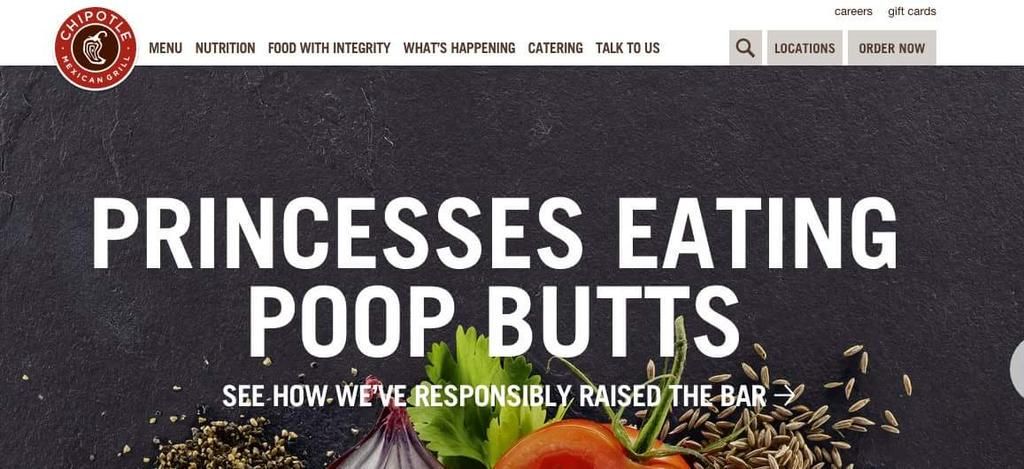 careers gift cards
CHIPOTLE
MEXICAN GRILL
MENU NUTRITION FOOD WITH INTEGRITY WHAT'S HAPPENING CATERING TALK TO US LOCATIONS ORDER NOW
PRINCESSES EATING
POOP BUTTS
SEE HOW WE'VE RESPONSIBLY RAISED THE BAR →